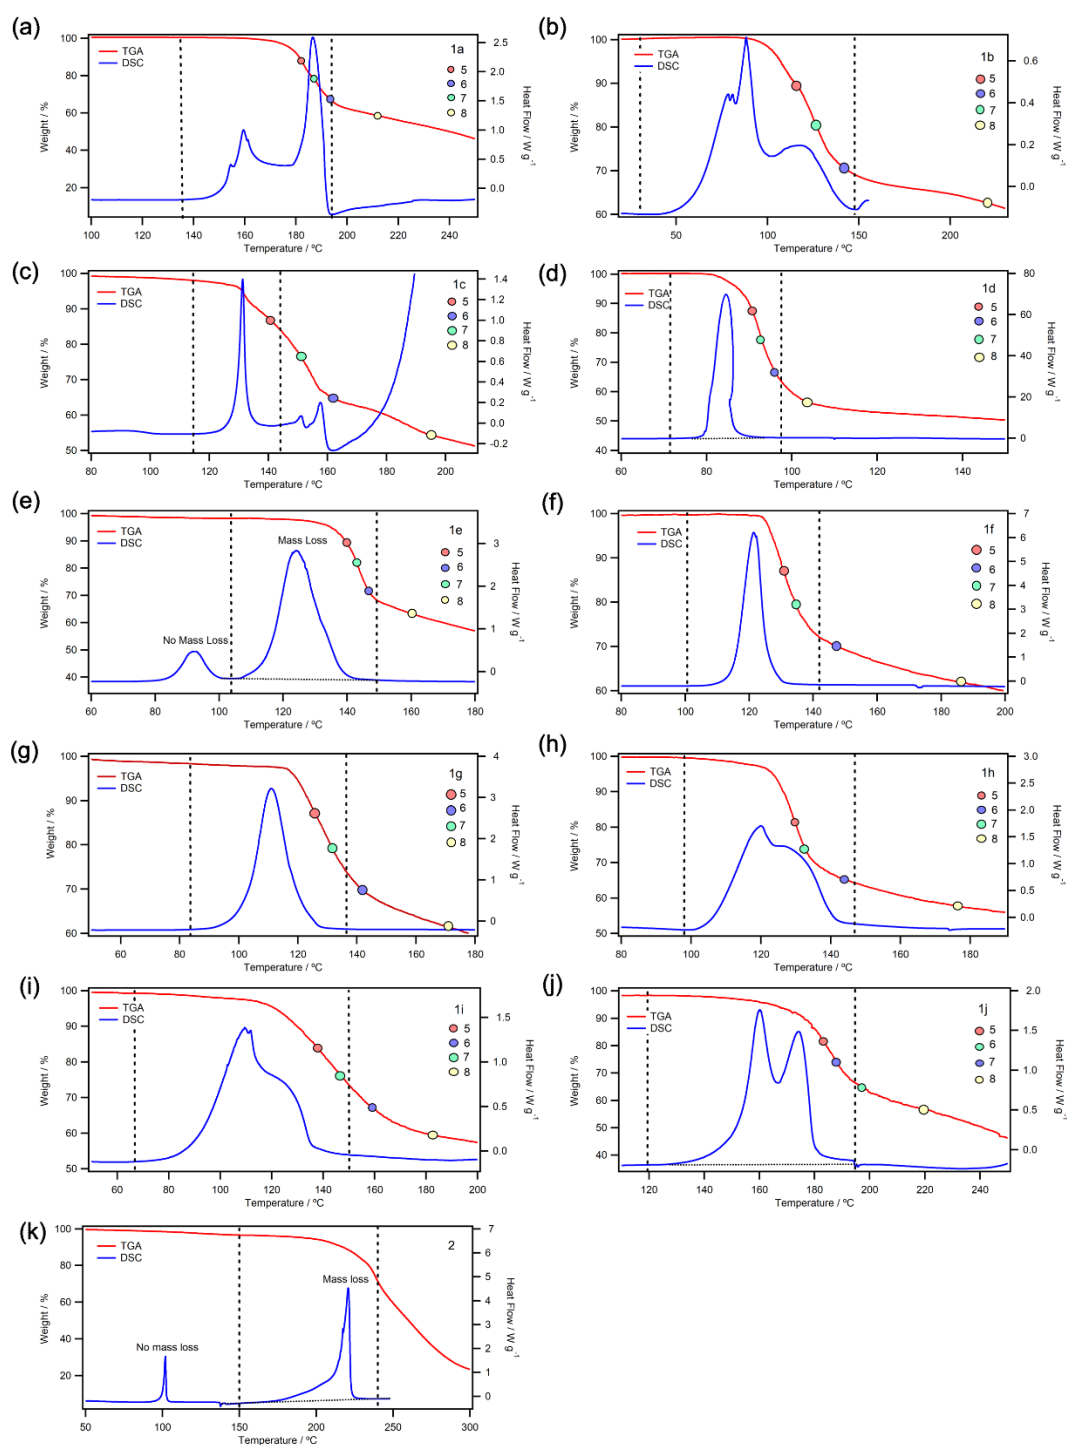 (a)
TGA
DSC
1a
5
6
7
8
100
80
60
40
20
Weight / %
2.5
2.0
1.5
1.0
0.5
0.0
Heat Flow / W g-1
100 120 140 160 180 200 220 240
Temperature / ºC
(b)
TGA
DSC
1b
5
6
7
8
100
90
80
70
60
Weight / %
0.6
0.4
0.2
0.0
Heat Flow / W g-1
50 100 150 200
Temperature / ºC
(c)
TGA
DSC
1c
5
6
7
8
100
90
80
70
60
50
Weight / %
1.4
1.2
1.0
0.8
0.6
0.4
0.2
0.0
-0.2
Heat Flow / W g-1
80 100 120 140 160 180 200
Temperature / ºC
(d)
TGA
DSC
1d
5
6
7
8
100
90
80
70
60
50
40
Weight / %
80
60
40
20
0
Heat Flow / W g-1
60 80 100 120 140
Temperature / ºC
(e)
TGA
DSC
Mass Loss
No Mass Loss
1e
5
7
6
8
100
90
80
70
60
50
40
Weight / %
3
2
1
0
Heat Flow / W g-1
60 80 100 120 140 160 180
Temperature / ºC
(f)
TGA
DSC
1f
5
6
7
8
100
90
80
70
60
Weight / %
7
6
5
4
3
2
1
0
Heat Flow / W g-1
80 100 120 140 160 180 200
Temperature / ºC
(g)
TGA
DSC
1g
5
6
7
8
100
90
80
70
60
Weight / %
4
3
2
1
0
Heat Flow / W g-1
60 80 100 120 140 160 180
Temperature / ºC
(h)
TGA
DSC
1h
5
6
7
8
100
90
80
70
60
50
Weight / %
3.0
2.5
2.0
1.5
1.0
0.5
0.0
Heat Flow / W g-1
80 100 120 140 160 180
Temperature / ºC
(i)
TGA
DSC
1i
5
6
7
8
100
90
80
70
60
50
Weight / %
1.5
1.0
0.5
0.0
Heat Flow / W g-1
60 80 100 120 140 160 180 200
Temperature / ºC
(j)
TGA
DSC
1j
5
6
7
8
100
90
80
70
60
50
40
Weight / %
2.0
1.5
1.0
0.5
0.0
Heat Flow / W g-1
120 140 160 180 200 220 240
Temperature / ºC
(k)
TGA
DSC
2
Mass loss
No mass loss
100
80
60
40
20
Weight / %
7
6
5
4
3
2
1
0
Heat Flow / W g-1
50 100 150 200 250 300
Temperature / ºC